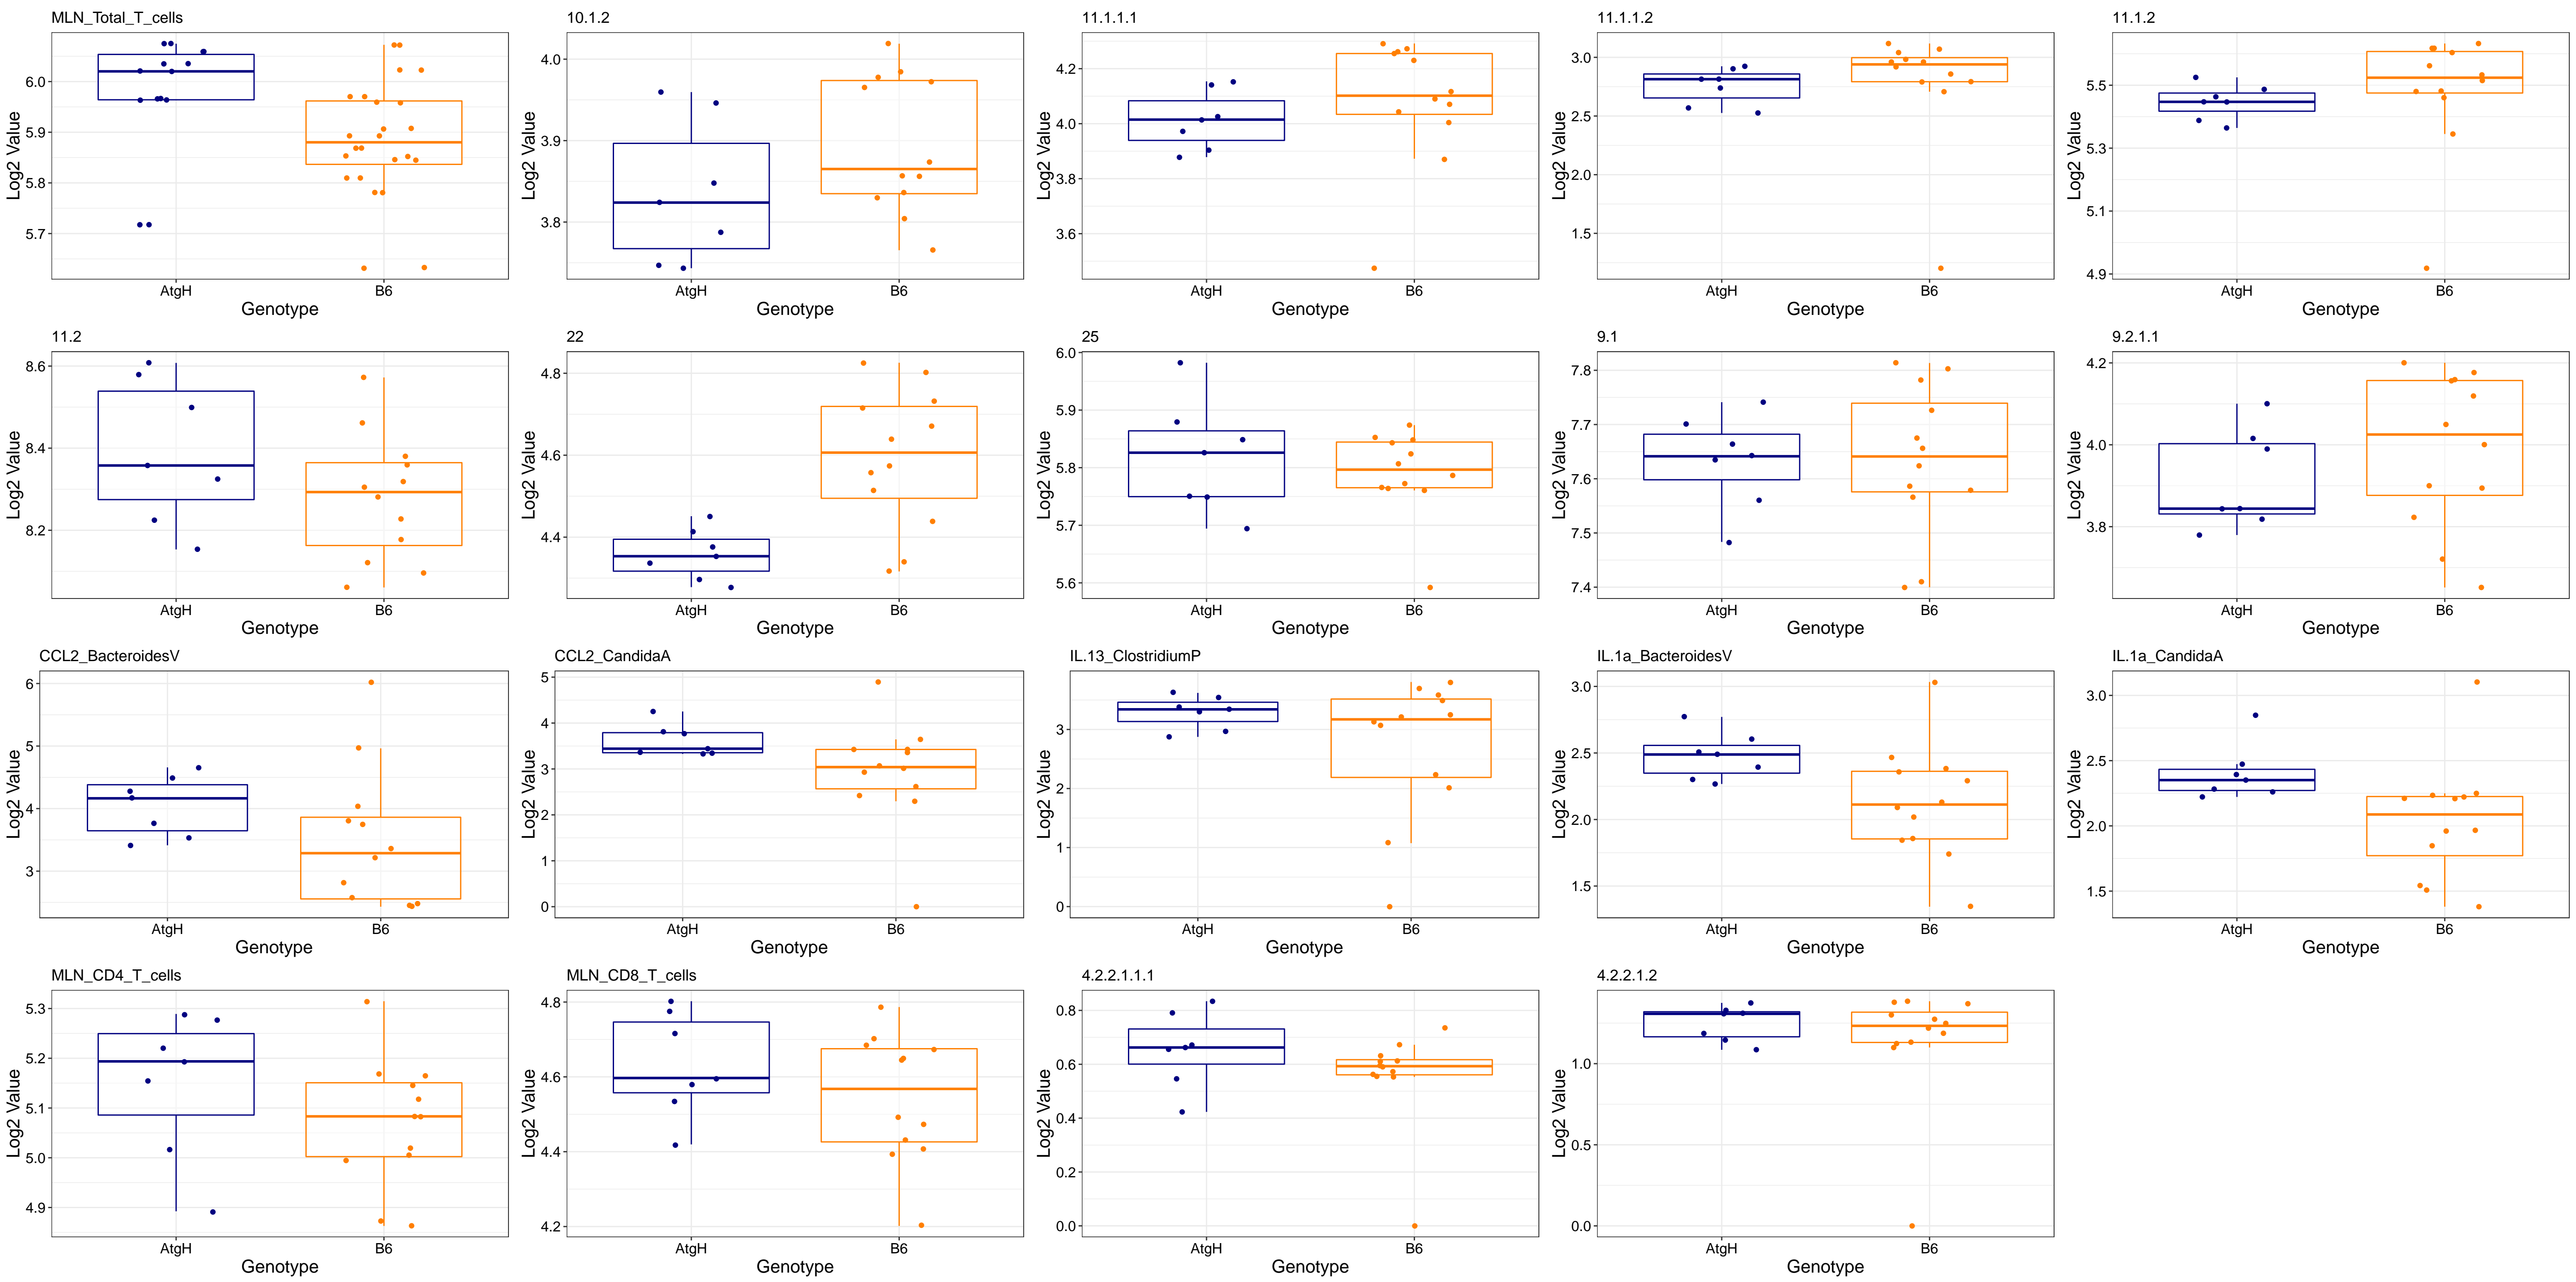 MLN_Total_T_cells
Log2 Value
6.0
5.9
5.8
5.7
AtgH B6
Genotype
10.1.2
Log2 Value
4.0
3.9
3.8
AtgH B6
Genotype
11.1.1.1
Log2 Value
4.2
4.0
3.8
3.6
AtgH B6
Genotype
11.1.1.2
Log2 Value
3.0
2.5
2.0
1.5
AtgH B6
Genotype
11.1.2
Log2 Value
5.5
5.3
5.1
4.9
AtgH B6
Genotype
11.2
Log2 Value
8.6
8.4
8.2
AtgH B6
Genotype
22
Log2 Value
4.8
4.6
4.4
AtgH B6
Genotype
25
Log2 Value
6.0
5.9
5.8
5.7
5.6
AtgH B6
Genotype
9.1
Log2 Value
7.8
7.7
7.6
7.5
7.4
AtgH B6
Genotype
9.2.1.1
Log2 Value
4.2
4.0
3.8
AtgH B6
Genotype
CCL2_BacteroidesV
Log2 Value
6
5
4
3
AtgH B6
Genotype
CCL2_CandidaA
Log2 Value
5
4
3
2
1
0
AtgH B6
Genotype
IL.13_ClostridiumP
Log2 Value
3
2
1
0
AtgH B6
Genotype
IL.1a_BacteroidesV
Log2 Value
3.0
2.5
2.0
1.5
AtgH B6
Genotype
IL.1a_CandidaA
Log2 Value
3.0
2.5
2.0
1.5
AtgH B6
Genotype
MLN_CD4_T_cells
Log2 Value
5.3
5.2
5.1
5.0
4.9
AtgH B6
Genotype
MLN_CD8_T_cells
Log2 Value
4.8
4.6
4.4
4.2
AtgH B6
Genotype
4.2.2.1.1.1
Log2 Value
0.8
0.6
0.4
0.2
0.0
AtgH B6
Genotype
4.2.2.1.2
Log2 Value
1.0
0.5
0.0
AtgH B6
Genotype